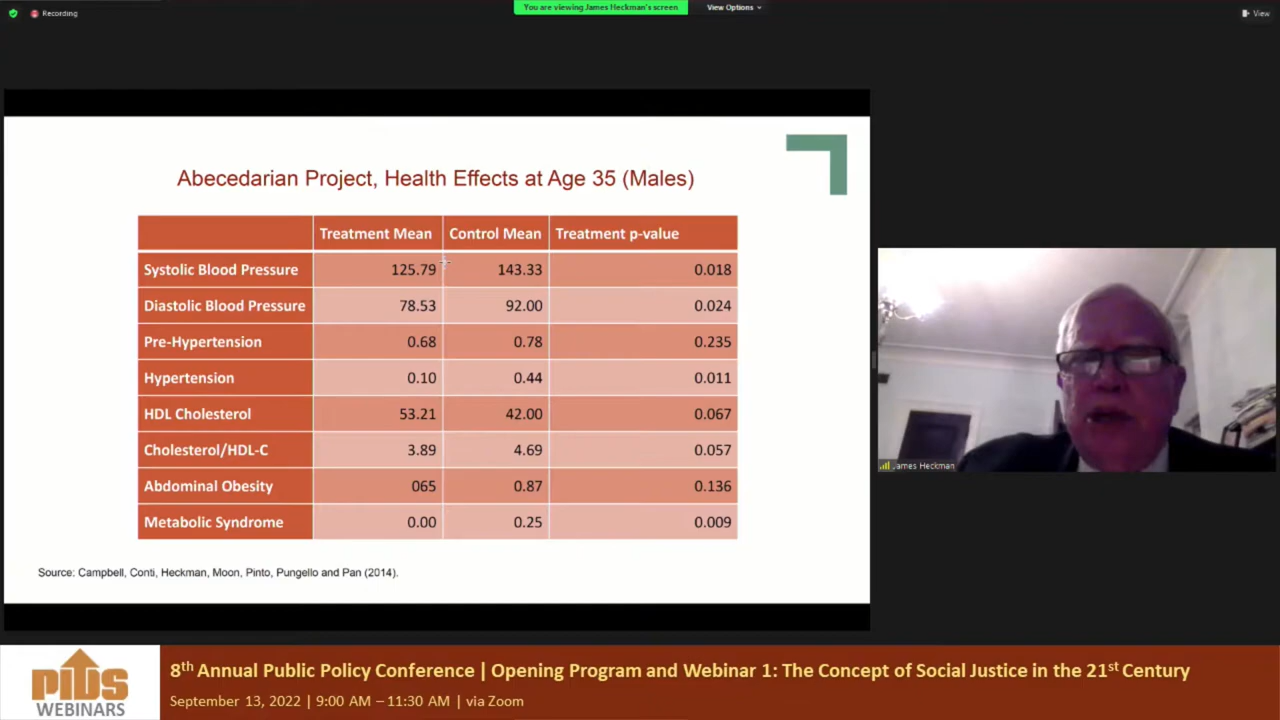 Recording
You are viewing James Heckman's screen
View Options
View
Abecedarian Project, Health Effects at Age 35 (Males)
Treatment Mean Control Mean Treatment p-value
Systolic Blood Pressure 125.79 143.33 0.018
Diastolic Blood Pressure 78.53 92.00 0.024
Pre-Hypertension 0.68 0.78 0.235
Hypertension 0.10 0.44 0.011
HDL Cholesterol 53.21 42.00 0.067
Cholesterol/HDL-C 3.89 4.69 0.057
Abdominal Obesity 065 0.87 0.136
Metabolic Syndrome 0.00 0.25 0.009
Source: Campbell, Conti, Heckman, Moon, Pinto, Pungello and Pan (2014).
James Heckman
pids
WEBINARS
8th Annual Public Policy Conference | Opening Program and Webinar 1: The Concept of Social Justice in the 21st Century
September 13, 2022 | 9:00 AM – 11:30 AM | via Zoom